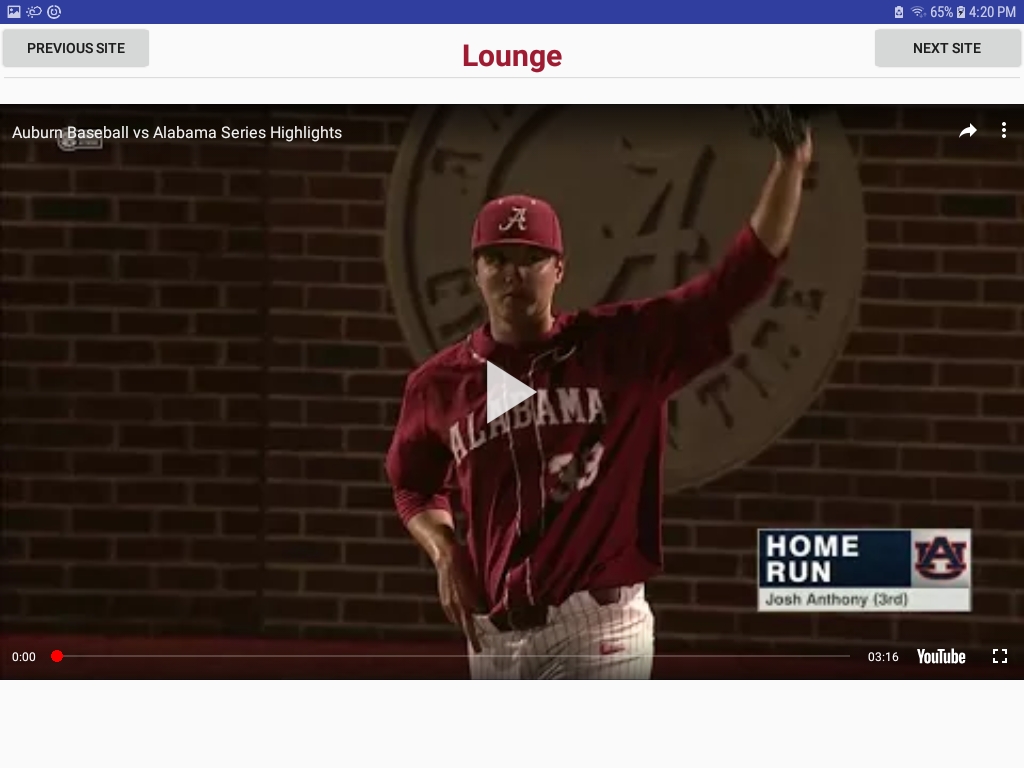 65% 4:20 PM
PREVIOUS SITE
Lounge
NEXT SITE
Auburn Baseball vs Alabama Series Highlights
A
ALABAMA
33
HOME
RUN
AU
Josh Anthony (3rd)
0:00
03:16
YouTube